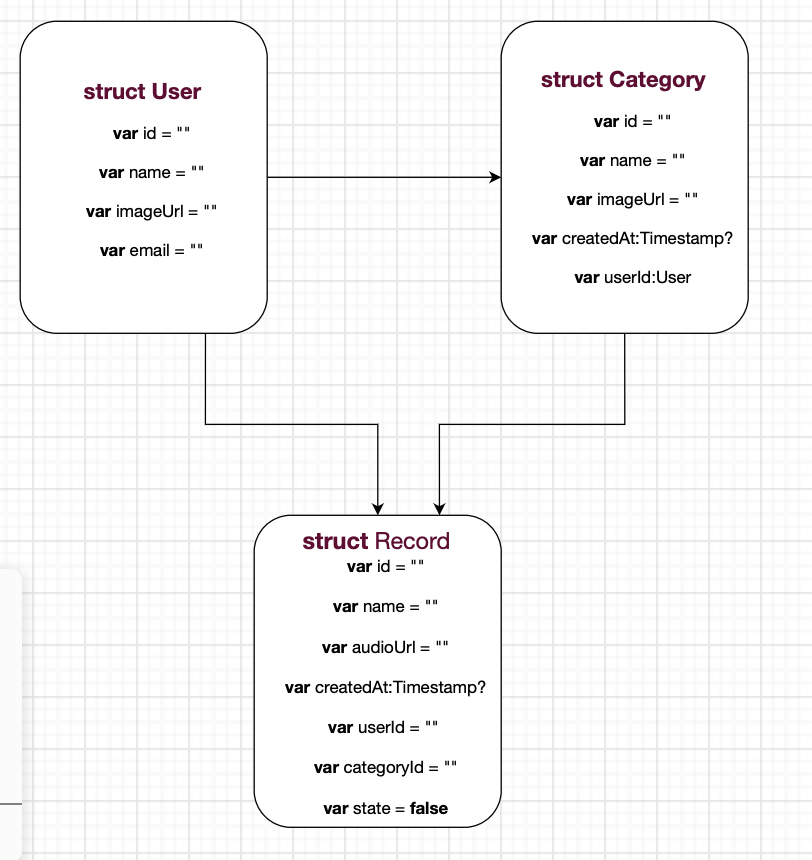 struct User
var id = ""
var name = ""
var imageUrl = ""
var email = ""
struct Category
var id = ""
var name = ""
var imageUrl = ""
var createdAt:Timestamp?
var userId:User
struct Record
var id = ""
var name = ""
var audioUrl = ""
var createdAt:Timestamp?
var userId = ""
var categoryId = ""
var state = false